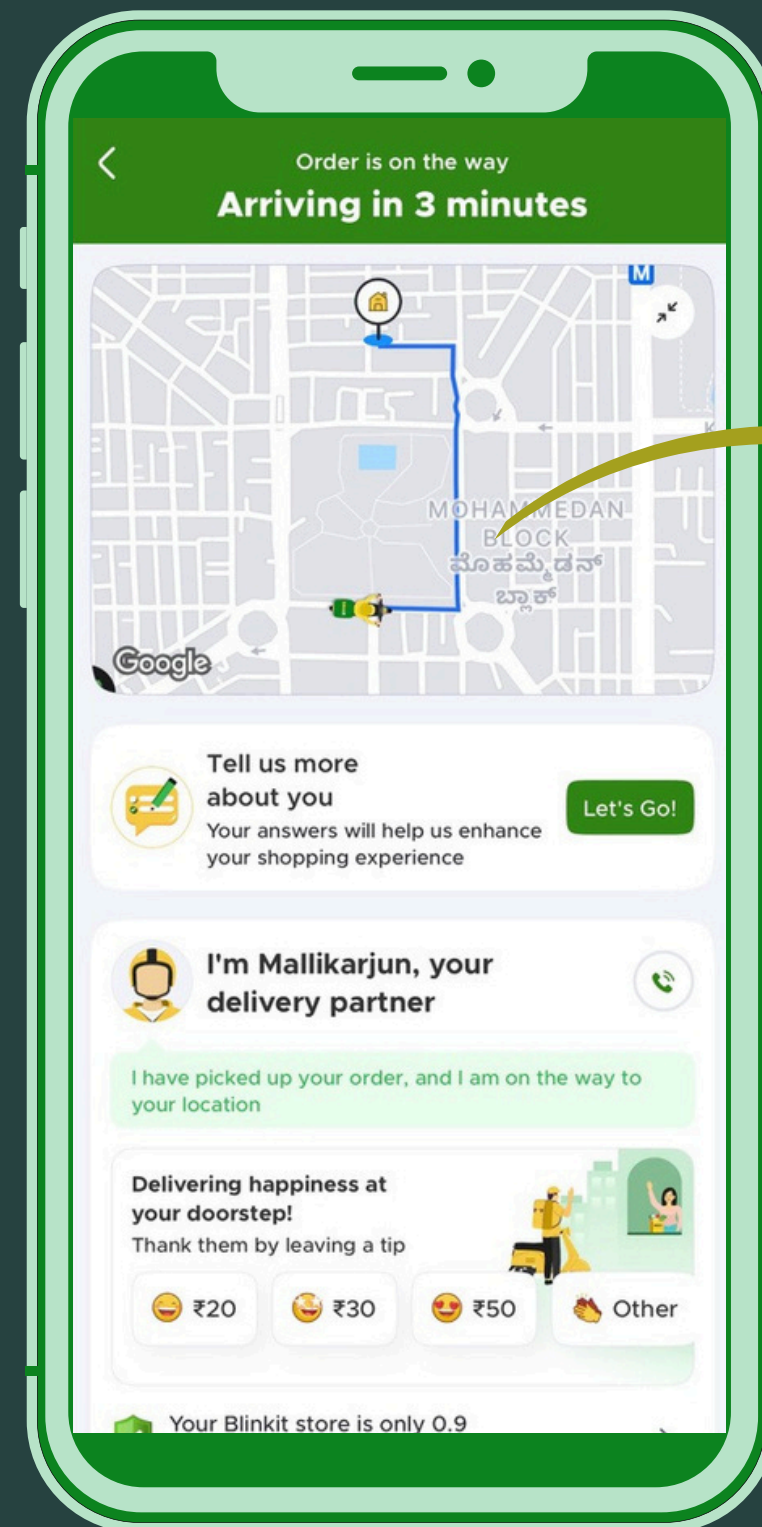 Order is on the way
Arriving in 3 minutes
M
K
MOHAMMEDAN
BLOCK
ಮೊಹಮ್ಮೆಡನ್
ಬ್ಲಾಕ್
Google
Tell us more
about you
Your answers will help us enhance
your shopping experience
Let's Go!
I'm Mallikarjun, your
delivery partner
I have picked up your order, and I am on the way to
your location
Delivering happiness at
your doorstep!
Thank them by leaving a tip
₹20
₹30
₹50
Other
Your Blinkit store is only 0.9